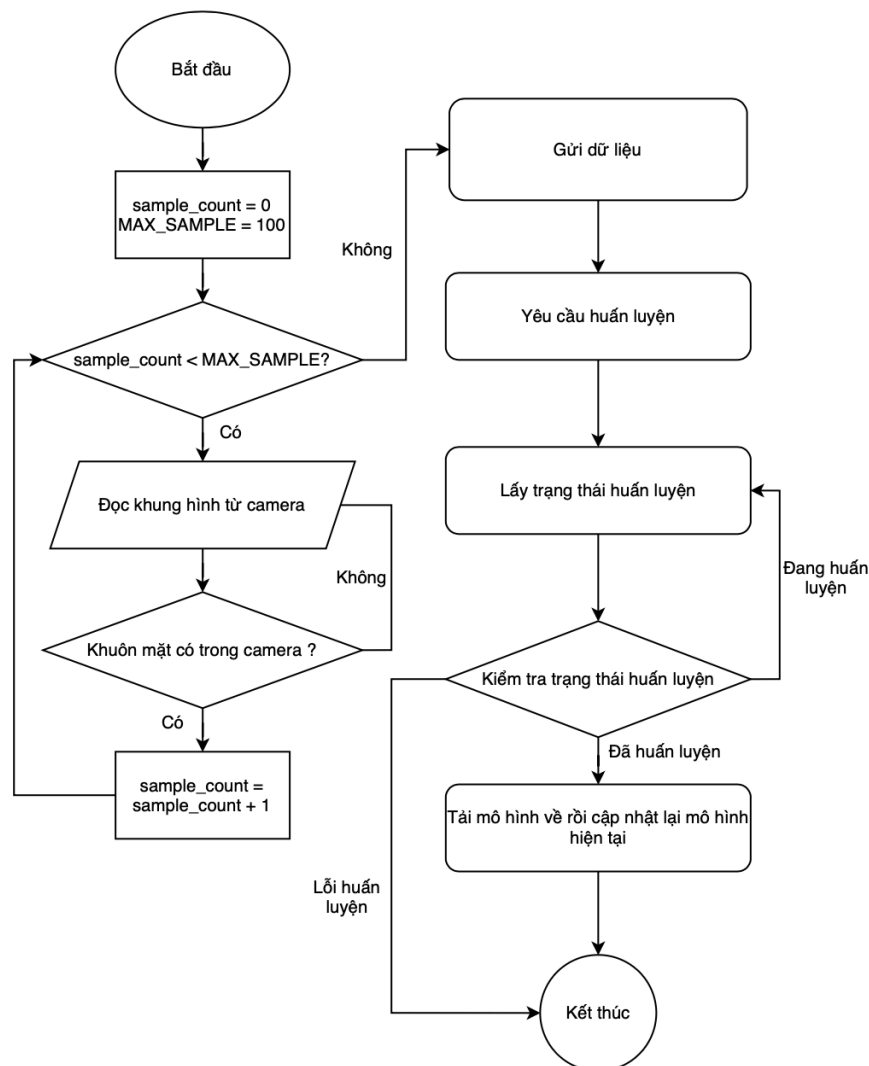 Bắt đầu
sample_count = 0
MAX_SAMPLE = 100
sample_count < MAX_SAMPLE?
Có
Đọc khung hình từ camera
Không
Khuôn mặt có trong camera ?
Có
sample_count =
sample_count + 1
Không
Gửi dữ liệu
Yêu cầu huấn luyện
Lấy trạng thái huấn luyện
Đang huấn
luyện
Kiểm tra trạng thái huấn luyện
Đã huấn luyện
Tải mô hình về rồi cập nhật lại mô hình
hiện tại
Lỗi huấn
luyện
Kết thúc